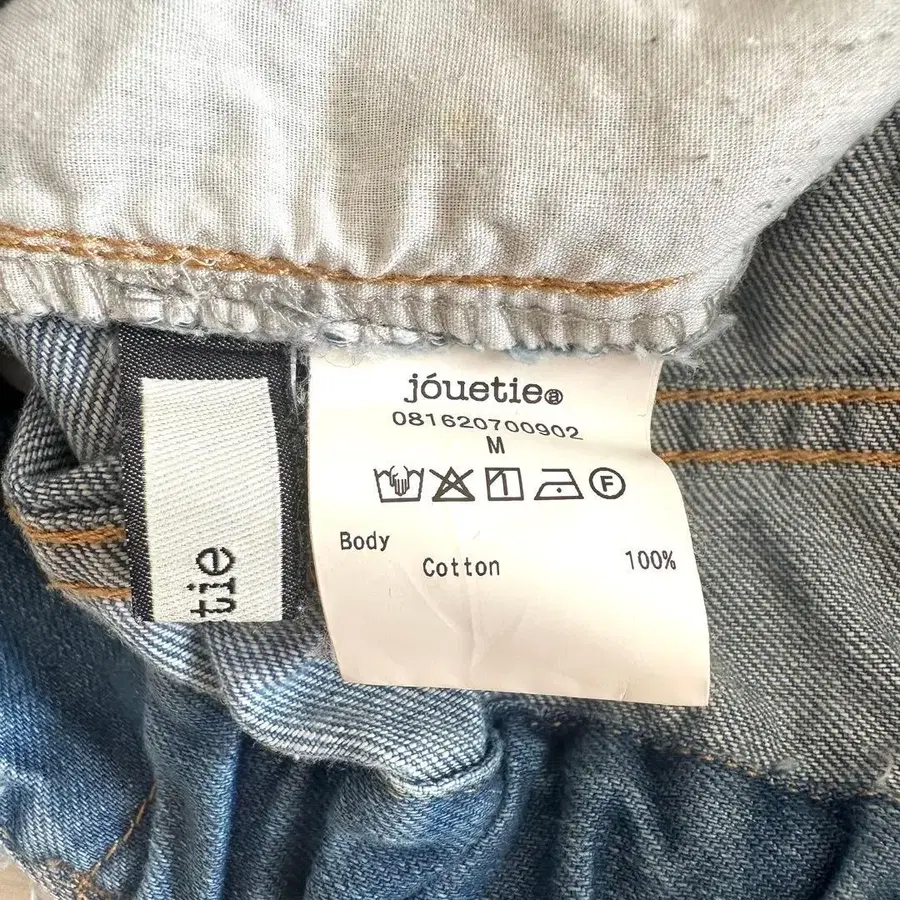 jóuetie®
081620700902
M
F
Body
Cotton 100%
tie